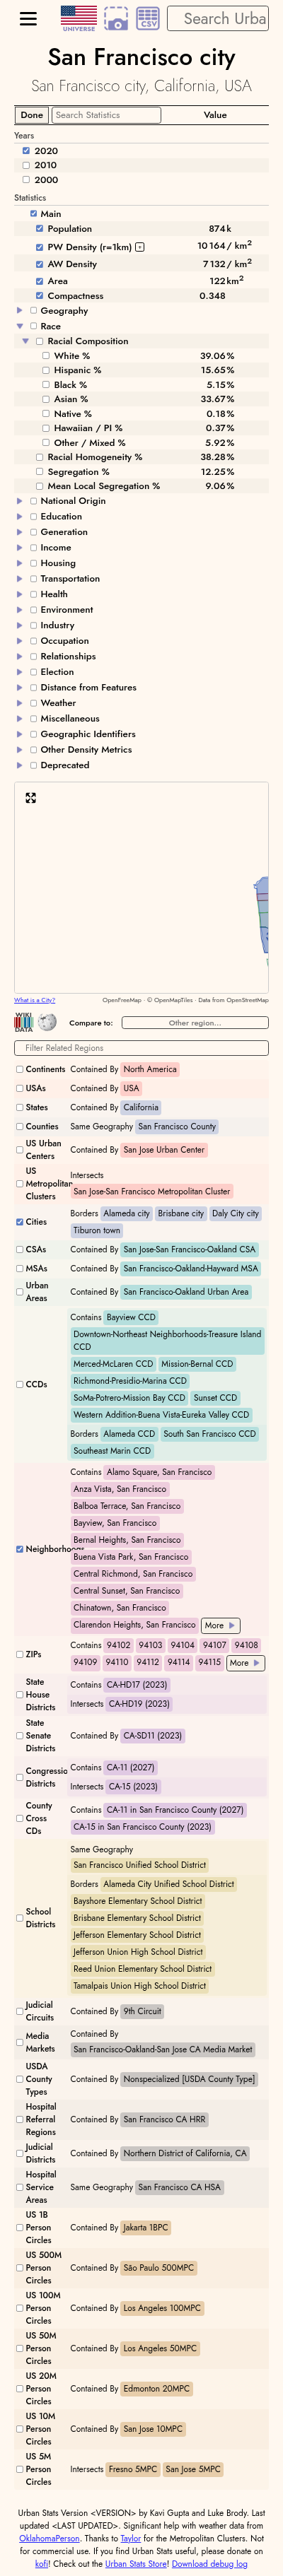 UNIVERSE
CSV
Search Urba
San Francisco city
San Francisco city, California, USA
Done Search Statistics Value
Years
2020
2010
2000
Statistics
Main
Population 874k
PW Density (r=1km) + 10 164 / km2
AW Density 7 132 / km2
Area 122 km2
Compactness 0.348
Geography
Race
Racial Composition
White % 39.06 %
Hispanic % 15.65 %
Black % 5.15 %
Asian % 33.67 %
Native % 0.18 %
Hawaiian / PI % 0.37 %
Other / Mixed % 5.92 %
Racial Homogeneity % 38.28 %
Segregation % 12.25 %
Mean Local Segregation % 9.06 %
National Origin
Education
Generation
Income
Housing
Transportation
Health
Environment
Industry
Occupation
Relationships
Election
Distance from Features
Weather
Miscellaneous
Geographic Identifiers
Other Density Metrics
Deprecated
What is a City? OpenFreeMap · © OpenMapTiles · Data from OpenStreetMap
WIKI DATA Compare to: Other region...
Filter Related Regions
Continents Contained By North America
USAs Contained By USA
States Contained By California
Counties Same Geography San Francisco County
US Urban Centers Contained By San Jose Urban Center
US Metropolitan Clusters Intersects San Jose-San Francisco Metropolitan Cluster
Cities Borders Alameda city Brisbane city Daly City city
Tiburon town
CSAs Contained By San Jose-San Francisco-Oakland CSA
MSAs Contained By San Francisco-Oakland-Hayward MSA
Urban Areas Contained By San Francisco-Oakland Urban Area
CCDs Contains Bayview CCD
Downtown-Northeast Neighborhoods-Treasure Island CCD
Merced-McLaren CCD Mission-Bernal CCD
Richmond-Presidio-Marina CCD
SoMa-Potrero-Mission Bay CCD Sunset CCD
Western Addition-Buena Vista-Eureka Valley CCD
Borders Alameda CCD South San Francisco CCD
Southeast Marin CCD
Neighborhoods Contains Alamo Square, San Francisco
Anza Vista, San Francisco
Balboa Terrace, San Francisco
Bayview, San Francisco
Bernal Heights, San Francisco
Buena Vista Park, San Francisco
Central Richmond, San Francisco
Central Sunset, San Francisco
Chinatown, San Francisco
Clarendon Heights, San Francisco More
ZIPs Contains 94102 94103 94104 94107 94108
94109 94110 94112 94114 94115 More
State House Districts Contains CA-HD17 (2023)
Intersects CA-HD19 (2023)
State Senate Districts Contained By CA-SD11 (2023)
Congressio Districts Contains CA-11 (2027)
Intersects CA-15 (2023)
County Cross CDs Contains CA-11 in San Francisco County (2027)
CA-15 in San Francisco County (2023)
School Districts Same Geography
San Francisco Unified School District
Borders Alameda City Unified School District
Bayshore Elementary School District
Brisbane Elementary School District
Jefferson Elementary School District
Jefferson Union High School District
Reed Union Elementary School District
Tamalpais Union High School District
Judicial Circuits Contained By 9th Circuit
Media Markets Contained By
San Francisco-Oakland-San Jose CA Media Market
USDA County Types Contained By Nonspecialized [USDA County Type]
Hospital Referral Regions Contained By San Francisco CA HRR
Judicial Districts Contained By Northern District of California, CA
Hospital Service Areas Same Geography San Francisco CA HSA
US 1B Person Circles Contained By Jakarta 1BPC
US 500M Person Circles Contained By São Paulo 500MPC
US 100M Person Circles Contained By Los Angeles 100MPC
US 50M Person Circles Contained By Los Angeles 50MPC
US 20M Person Circles Contained By Edmonton 20MPC
US 10M Person Circles Contained By San Jose 10MPC
US 5M Person Circles Intersects Fresno 5MPC San Jose 5MPC
Urban Stats Version <VERSION> by Kavi Gupta and Luke Brody. Last
updated <LAST UPDATED>. Significant help with weather data from
OklahomaPerson. Thanks to Taylor for the Metropolitan Clusters. Not
for commercial use. If you find Urban Stats useful, please donate on
kofi! Check out the Urban Stats Store! Download debug log